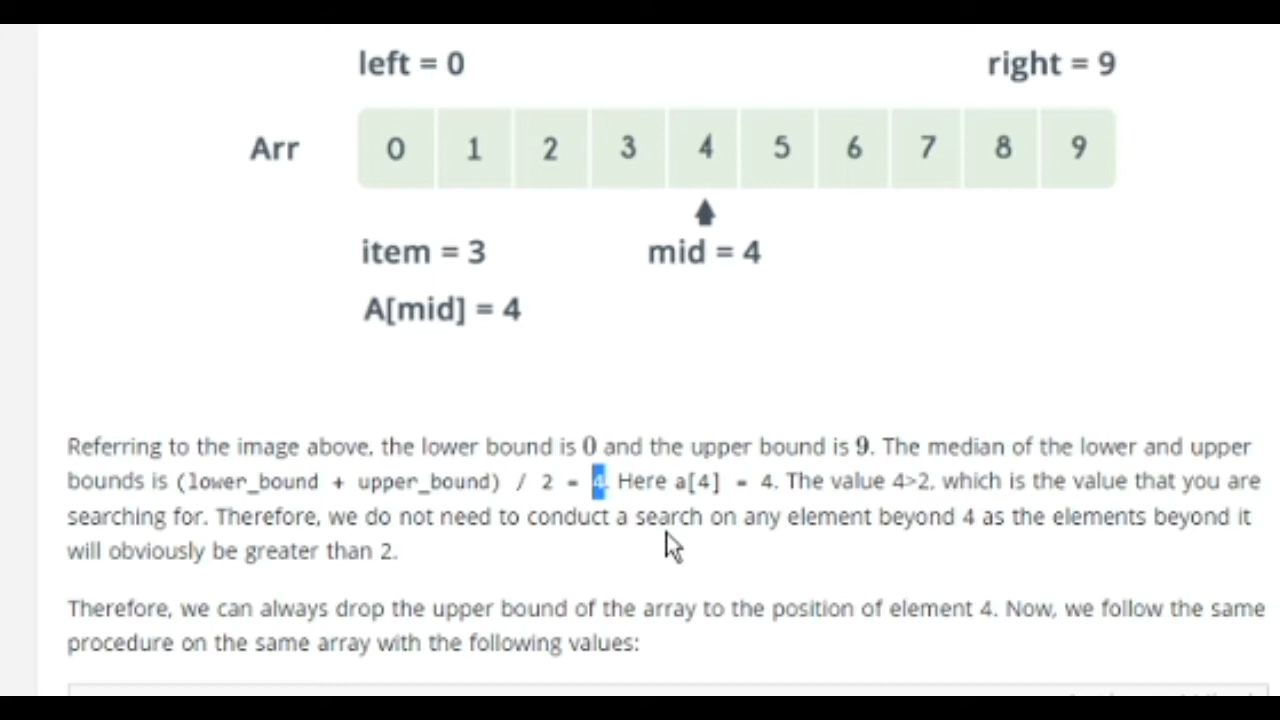 left = 0 right = 9
Arr 0 1 2 3 4 5 6 7 8 9
item = 3 mid = 4
A[mid] = 4
Referring to the image above, the lower bound is 0 and the upper bound is 9. The median of the lower and upper
bounds is (lower_bound + upper_bound) / 2 = 4. Here a[4] = 4. The value 4>2, which is the value that you are
searching for. Therefore, we do not need to conduct a search on any element beyond 4 as the elements beyond it
will obviously be greater than 2.
Therefore, we can always drop the upper bound of the array to the position of element 4. Now, we follow the same
procedure on the same array with the following values: